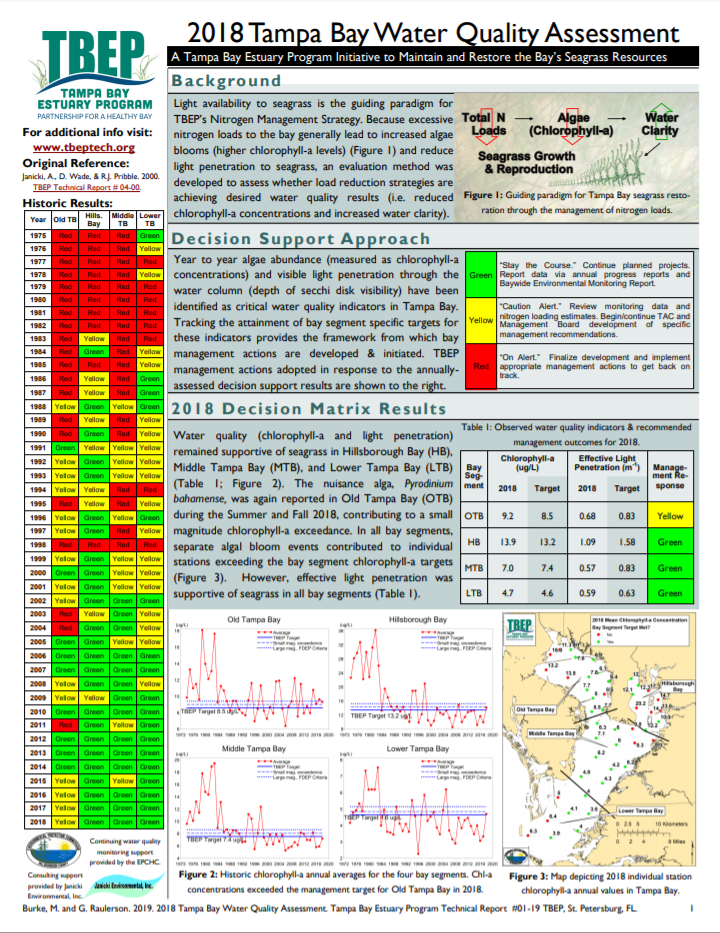 2018 Tampa Bay Water Quality Assessment
A Tampa Bay Estuary Program Initiative to Maintain and Restore the Bay's Seagrass Resources
TBEP
TAMPA BAY
ESTUARY PROGRAM
PARTNERSHIP FOR A HEALTHY BAY
For additional info visit:
www.tbeptech.org
Original Reference:
Janicki, A., D. Wade, & R.J. Pribble. 2000.
TBEP Technical Report # 04-00.
Historic Results:
Year Old TB Hills. Bay Middle TB Lower TB
1975 Red Red Red Green
1976 Red Red Red Yellow
1977 Red Red Red Red
1978 Red Red Red Yellow
1979 Red Red Red Red
1980 Red Red Red Red
1981 Red Red Red Red
1982 Red Red Red Red
1983 Red Yellow Red Red
1984 Red Green Red Yellow
1985 Red Red Red Yellow
1986 Red Yellow Red Green
1987 Red Yellow Red Green
1988 Yellow Green Yellow Green
1989 Red Yellow Red Yellow
1990 Red Green Red Yellow
1991 Green Yellow Yellow Yellow
1992 Yellow Green Yellow Yellow
1993 Yellow Green Yellow Yellow
1994 Yellow Yellow Red Red
1995 Red Yellow Red Yellow
1996 Yellow Green Yellow Green
1997 Yellow Green Red Yellow
1998 Red Red Red Red
1999 Yellow Green Yellow Yellow
2000 Green Green Yellow Yellow
2001 Yellow Green Yellow Yellow
2002 Yellow Green Green Green
2003 Red Yellow Green Yellow
2004 Red Green Green Yellow
2005 Green Green Yellow Yellow
2006 Green Green Green Green
2007 Green Green Green Green
2008 Yellow Green Green Yellow
2009 Yellow Yellow Green Green
2010 Green Green Green Green
2011 Red Green Yellow Green
2012 Green Green Green Green
2013 Green Green Green Green
2014 Green Green Green Green
2015 Yellow Green Yellow Green
2016 Yellow Green Green Green
2017 Yellow Green Green Green
2018 Yellow Green Green Green
Continuing water quality
monitoring support
provided by the EPCHC.
Consulting support
provided by Janicki
Environmental, Inc.
Janicki Environmental, Inc.
Background
Light availability to seagrass is the guiding paradigm for
TBEP's Nitrogen Management Strategy. Because excessive
nitrogen loads to the bay generally lead to increased algae
blooms (higher chlorophyll-a levels) (Figure 1) and reduce
light penetration to seagrass, an evaluation method was
developed to assess whether load reduction strategies are
achieving desired water quality results (i.e. reduced
chlorophyll-a concentrations and increased water clarity).
Total N Loads → Algae (Chlorophyll-a) → Water Clarity
Seagrass Growth
& Reproduction
Figure 1: Guiding paradigm for Tampa Bay seagrass resto-
ration through the management of nitrogen loads.
Decision Support Approach
Year to year algae abundance (measured as chlorophyll-a
concentrations) and visible light penetration through the
water column (depth of secchi disk visibility) have been
identified as critical water quality indicators in Tampa Bay.
Tracking the attainment of bay segment specific targets for
these indicators provides the framework from which bay
management actions are developed & initiated. TBEP
management actions adopted in response to the annually-
assessed decision support results are shown to the right.
Green
"Stay the Course." Continue planned projects.
Report data via annual progress reports and
Baywide Environmental Monitoring Report.
Yellow
"Caution Alert." Review monitoring data and
nitrogen loading estimates. Begin/continue TAC and
Management Board development of specific
management recommendations.
Red
"On Alert." Finalize development and implement
appropriate management actions to get back on
track.
2018 Decision Matrix Results
Water quality (chlorophyll-a and light penetration)
remained supportive of seagrass in Hillsborough Bay (HB),
Middle Tampa Bay (MTB), and Lower Tampa Bay (LTB)
(Table 1; Figure 2). The nuisance alga, Pyrodinium
bahamense, was again reported in Old Tampa Bay (OTB)
during the Summer and Fall 2018, contributing to a small
magnitude chlorophyll-a exceedance. In all bay segments,
separate algal bloom events contributed to individual
stations exceeding the bay segment chlorophyll-a targets
(Figure 3). However, effective light penetration was
supportive of seagrass in all bay segments (Table 1).
Table 1: Observed water quality indicators & recommended
management outcomes for 2018.
Bay Seg-ment Chlorophyll-a (ug/L) Effective Light Penetration (m⁻¹) Manage-ment Re-sponse
2018 Target 2018 Target
OTB 9.2 8.5 0.68 0.83 Yellow
HB 13.9 13.2 1.09 1.58 Green
MTB 7.0 7.4 0.57 0.83 Green
LTB 4.7 4.6 0.59 0.63 Green
Old Tampa Bay
Average
TBEP Target
Small mag. exceedence
Large mag., FDEP Criteria
TBEP Target 8.5 ug/L
Hillsborough Bay
Average
TBEP Target
Small mag. exceedence
Large mag., FDEP Criteria
TBEP Target 13.2 ug/L
Middle Tampa Bay
Average
TBEP Target
Small mag. exceedence
Large mag., FDEP Criteria
TBEP Target 7.4 ug/L
Lower Tampa Bay
Average
TBEP Target
Small mag. exceedence
Large mag., FDEP Criteria
Figure 2: Historic chlorophyll-a annual averages for the four bay segments. Chl-a
concentrations exceeded the management target for Old Tampa Bay in 2018.
TBEP
2018 Mean Chlorophyll-a Concentration
Bay Segment Target Met?
No
Yes
Hillsborough Bay
Old Tampa Bay
Middle Tampa Bay
Lower Tampa Bay
10 Kilometers
8 Miles
Figure 3: Map depicting 2018 individual station
chlorophyll-a annual values in Tampa Bay.
Burke, M. and G. Raulerson. 2019. 2018 Tampa Bay Water Quality Assessment. Tampa Bay Estuary Program Technical Report #01-19 TBEP, St. Petersburg, FL. 1